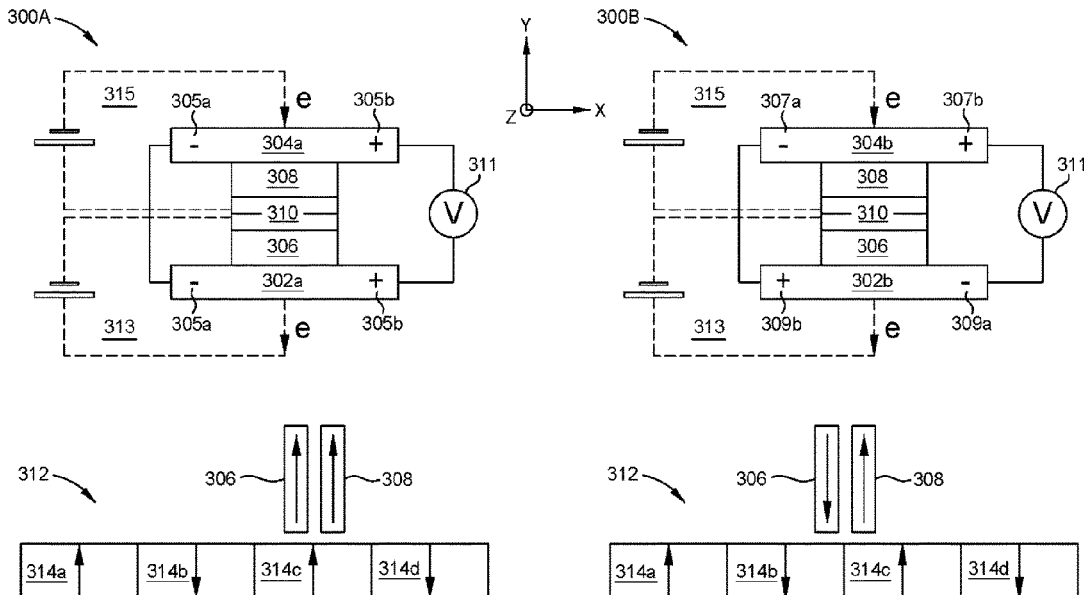 300A
315
305a
e
305b
-
304a
+
308
311
310
V
306
-
302a
+
313
305a
e
305b
Y
Z
X
300B
315
307a
e
307b
-
304b
+
308
311
310
V
306
+
302b
-
313
309b
e
309a
312
306
308
314a
314b
314c
314d
312
306
308
314a
314b
314c
314d